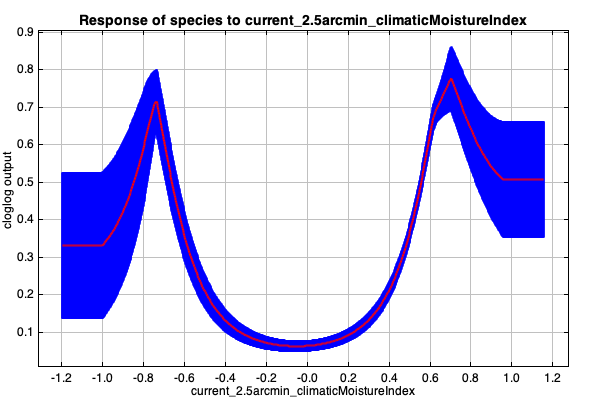 Response of species to current_2.5arcmin_climaticMoistureIndex
0.9
0.8
0.7
0.6
0.5
0.4
0.3
0.2
0.1
cloglog output
-1.2 -1.0 -0.8 -0.6 -0.4 -0.2 -0.0 0.2 0.4 0.6 0.8 1.0 1.2
current_2.5arcmin_climaticMoistureIndex